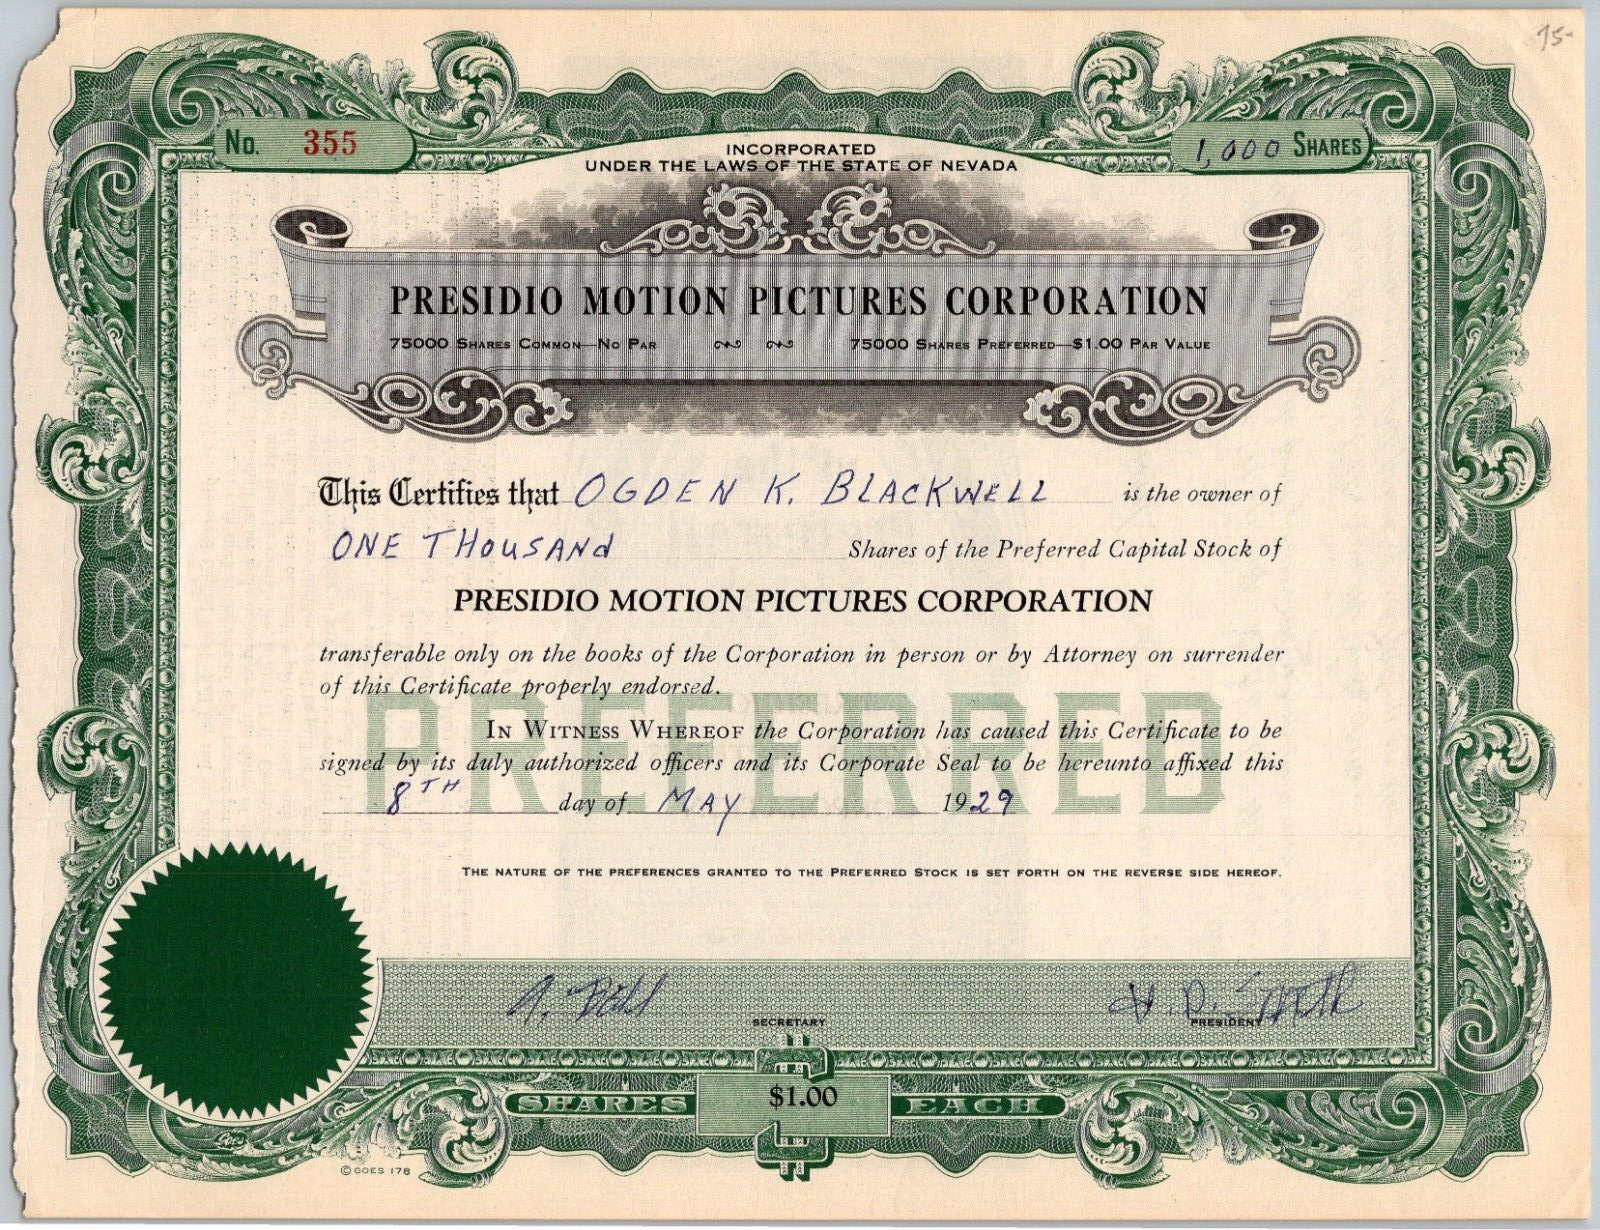 75-
No. 355
1,000 SHARES
INCORPORATED
UNDER THE LAWS OF THE STATE OF NEVADA
PRESIDIO MOTION PICTURES CORPORATION
75000 SHARES COMMON—NO PAR 75000 SHARES PREFERRED—$1.00 PAR VALUE
This Certifies that OGDEN K. BLACKWELL is the owner of
ONE THOUSANd Shares of the Preferred Capital Stock of
PRESIDIO MOTION PICTURES CORPORATION
transferable only on the books of the Corporation in person or by Attorney on surrender
of this Certificate properly endorsed.
PREFERRED
IN WITNESS WHEREOF the Corporation has caused this Certificate to be
signed by its duly authorized officers and its Corporate Seal to be hereunto affixed this
8TH day of MAY 1929
THE NATURE OF THE PREFERENCES GRANTED TO THE PREFERRED STOCK IS SET FORTH ON THE REVERSE SIDE HEREOF.
SECRETARY
H. D. PRESIDENT
SHARES $1.00 EACH
Goes
© GOES 178